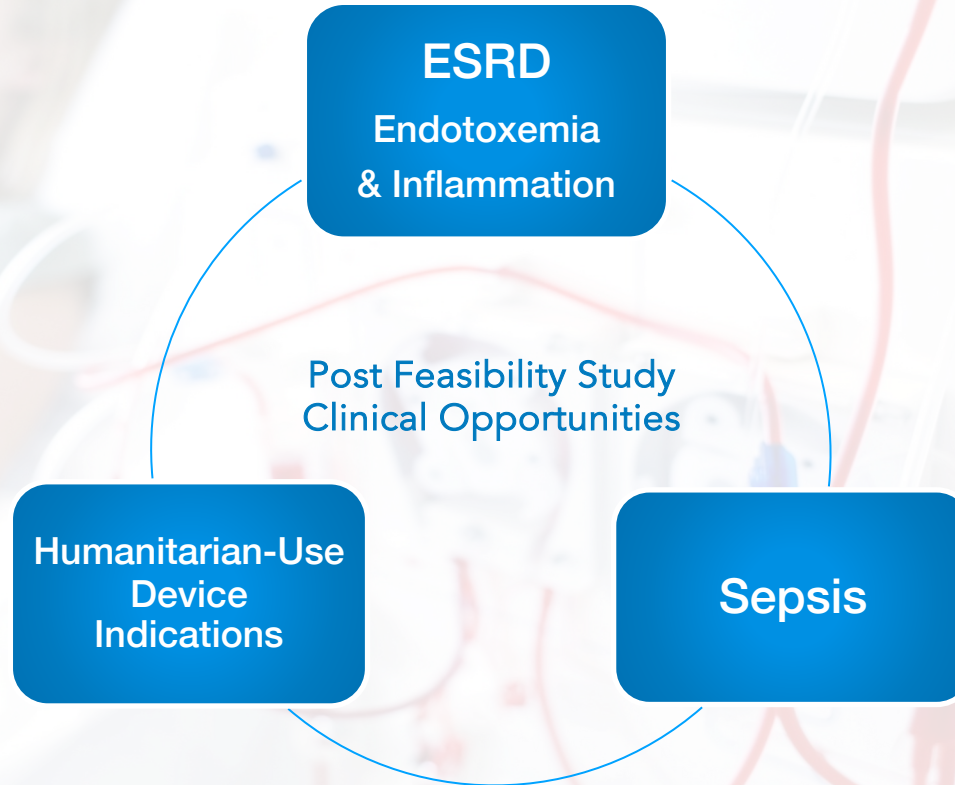 ESRD
Endotoxemia
& Inflammation
Post Feasibility Study
Clinical Opportunities
Humanitarian-Use
Device
Indications
Sepsis